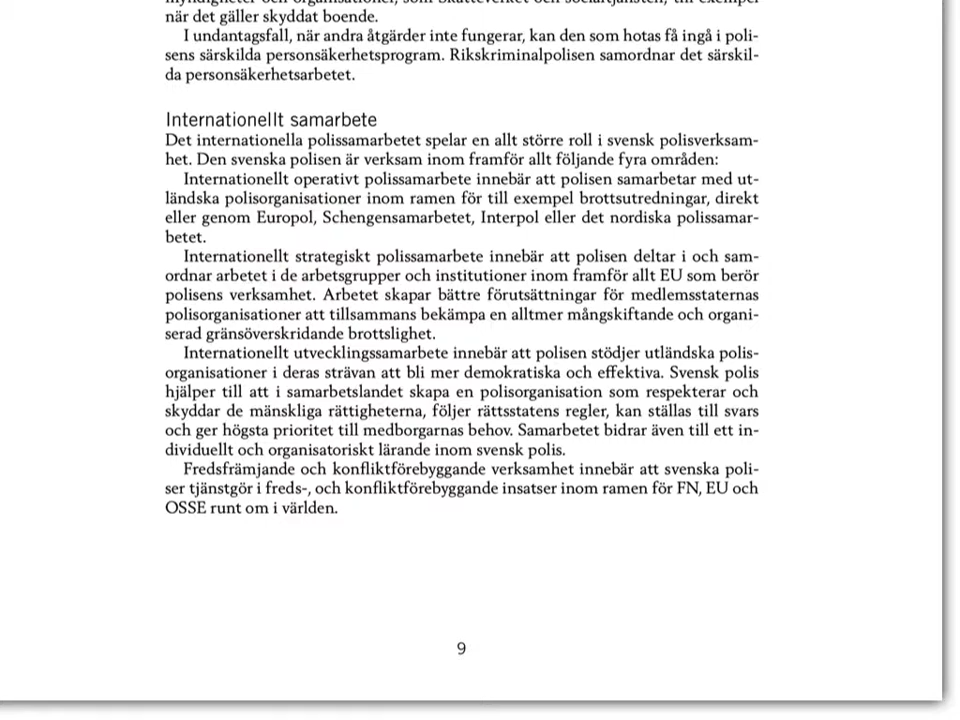 när det gäller skyddat boende.
I undantagsfall, när andra åtgärder inte fungerar, kan den som hotas få ingå i poli-
sens särskilda personsäkerhetsprogram. Rikskriminalpolisen samordnar det särskil-
da personsäkerhetsarbetet.
Internationellt samarbete
Det internationella polissamarbetet spelar en allt större roll i svensk polisverksam-
het. Den svenska polisen är verksam inom framför allt följande fyra områden:
Internationellt operativt polissamarbete innebär att polisen samarbetar med ut-
ländska polisorganisationer inom ramen för till exempel brottsutredningar, direkt
eller genom Europol, Schengensamarbetet, Interpol eller det nordiska polissamar-
betet.
Internationellt strategiskt polissamarbete innebär att polisen deltar i och sam-
ordnar arbetet i de arbetsgrupper och institutioner inom framför allt EU som berör
polisens verksamhet. Arbetet skapar bättre förutsättningar för medlemsstaternas
polisorganisationer att tillsammans bekämpa en alltmer mångskiftande och organi-
serad gränsöverskridande brottslighet.
Internationellt utvecklingssamarbete innebär att polisen stödjer utländska polis-
organisationer i deras strävan att bli mer demokratiska och effektiva. Svensk polis
hjälper till att i samarbetslandet skapa en polisorganisation som respekterar och
skyddar de mänskliga rättigheterna, följer rättsstatens regler, kan ställas till svars
och ger högsta prioritet till medborgarnas behov. Samarbetet bidrar även till ett in-
dividuellt och organisatoriskt lärande inom svensk polis.
Fredsfrämjande och konfliktförebyggande verksamhet innebär att svenska poli-
ser tjänstgör i freds-, och konfliktförebyggande insatser inom ramen för FN, EU och
OSSE runt om i världen.
9